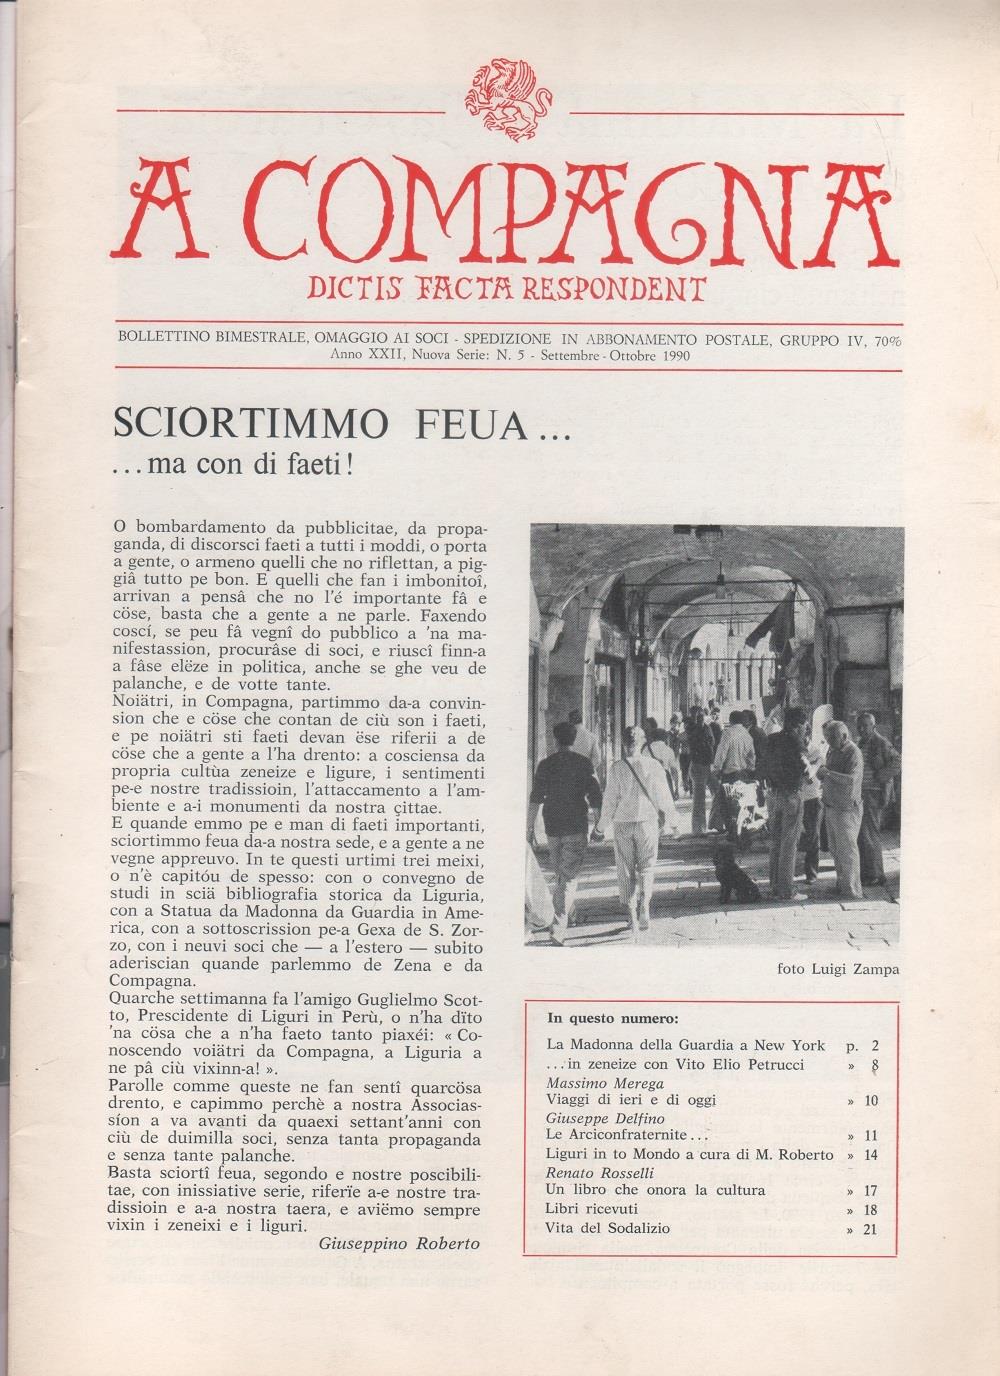 A COMPAGNA
DICTIS FACTA RESPONDENT
BOLLETTINO BIMESTRALE, OMAGGIO AI SOCI - SPEDIZIONE IN ABBONAMENTO POSTALE, GRUPPO IV, 70%
Anno XXII, Nuova Serie: N. 5 - Settembre - Ottobre 1990
SCIORTIMMO FEUA ...
...ma con di faeti!
O bombardamento da pubblicitae, da propa-
ganda, di discorsci faeti a tutti i moddi, o porta
a gente, o armeno quelli che no riflettan, a pig-
giâ tutto pe bon. E quelli che fan i imbonitoî,
arrivan a pensâ che no l'é importante fâ e
cöse, basta che a gente a ne parle. Faxendo
coscí, se peu fâ vegnî do pubblico a 'na ma-
nifestassion, procurâse di soci, e riuscî finn-a
a fâse elëze in politica, anche se ghe veu de
palanche, e de votte tante.
Noiätri, in Compagna, partimmo da-a convin-
sion che e cöse che contan de ciù son i faeti,
e pe noiätri sti faeti devan ëse riferii a de
cöse che a gente a l'ha drento: a cosciensa da
propria cultùa zeneize e ligure, i sentimenti
pe-e nostre tradissioin, l'attaccamento a l'am-
biente e a-i monumenti da nostra çittae.
E quande emmo pe e man di faeti importanti,
sciortimmo feua da-a nostra sede, e a gente a ne
vegne appreuvo. In te questi urtimi trei meixi,
o n'è capitóu de spesso: con o convegno de
studi in sciä bibliografia storica da Liguria,
con a Statua da Madonna da Guardia in Ame-
rica, con a sottoscrission pe-a Gexa de S. Zor-
zo, con i neuvi soci che — a l'estero — subito
aderiscian quande parlemmo de Zena e da
Compagna.
Quarche settimanna fa l'amigo Guglielmo Scot-
to, Prescidente di Liguri in Perù, o n'ha dîto
'na cösa che a n'ha faeto tanto piaxéi: « Co-
noscendo voiätri da Compagna, a Liguria a
ne pâ ciù vixinn-a! ».
Parolle comme queste ne fan sentî quarcösa
drento, e capimmo perchè a nostra Associas-
síon a va avanti da quaexi settant'anni con
ciù de duimilla soci, senza tanta propaganda
e senza tante palanche.
Basta sciortî feua, segondo e nostre poscibili-
tae, con inissiative serie, riferïe a-e nostre tra-
dissioin e a-a nostra taera, e aviëmo sempre
vixin i zeneixi e i liguri.
Giuseppino Roberto
foto Luigi Zampa
In questo numero:
La Madonna della Guardia a New York p. 2
...in zeneize con Vito Elio Petrucci » 8
Massimo Merega
Viaggi di ieri e di oggi » 10
Giuseppe Delfino
Le Arciconfraternite... » 11
Liguri in to Mondo a cura di M. Roberto » 14
Renato Rosselli
Un libro che onora la cultura » 17
Libri ricevuti » 18
Vita del Sodalizio » 21